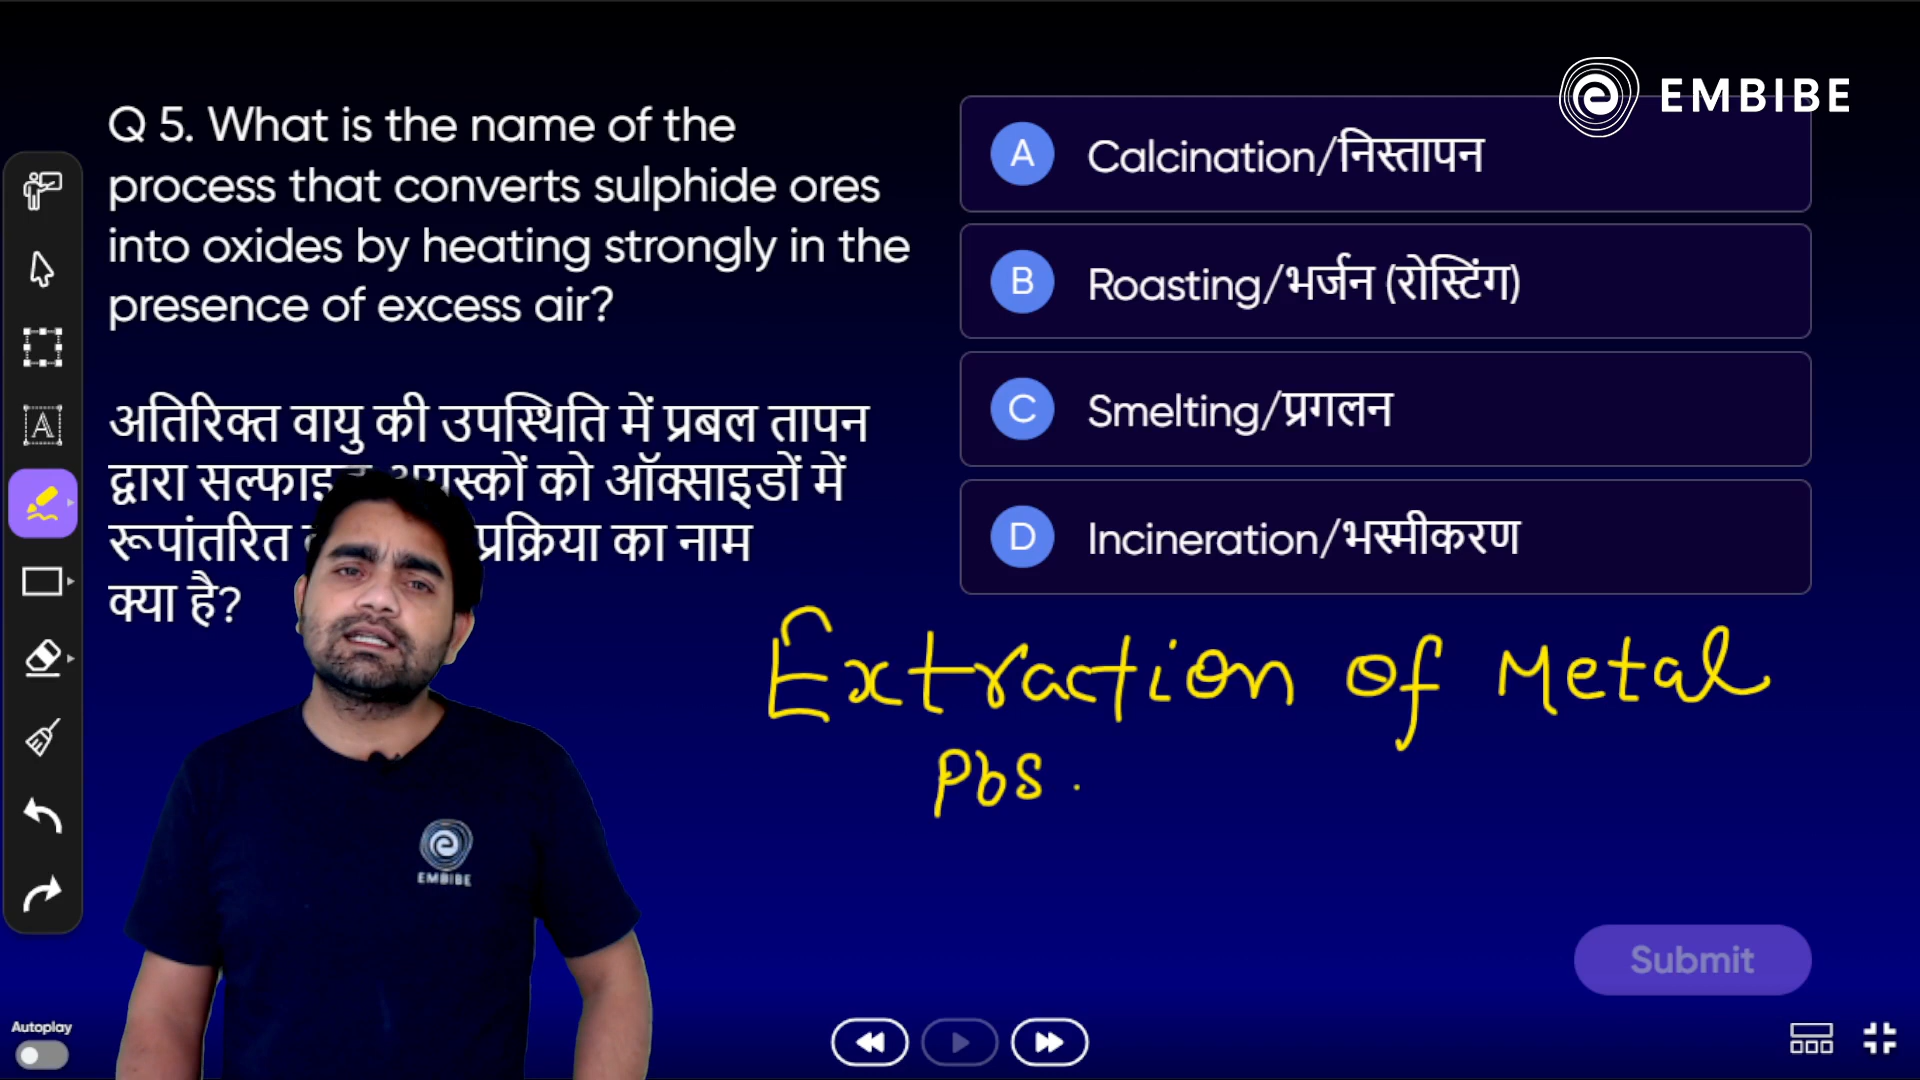 EMBIBE
Q 5. What is the name of the
process that converts sulphide ores
into oxides by heating strongly in the
presence of excess air?
अतिरिक्त वायु की उपस्थिति में प्रबल तापन
द्वारा को ऑक्साइडों में
रूपांतरित प्रक्रिया का नाम
क्या है?
A Calcination/निस्तापन
B Roasting/भर्जन (रोस्टिंग)
C Smelting/प्रगलन
D Incineration/भस्मीकरण
Extraction of Metal
PbS .
EMBIBE
Submit
Autoplay